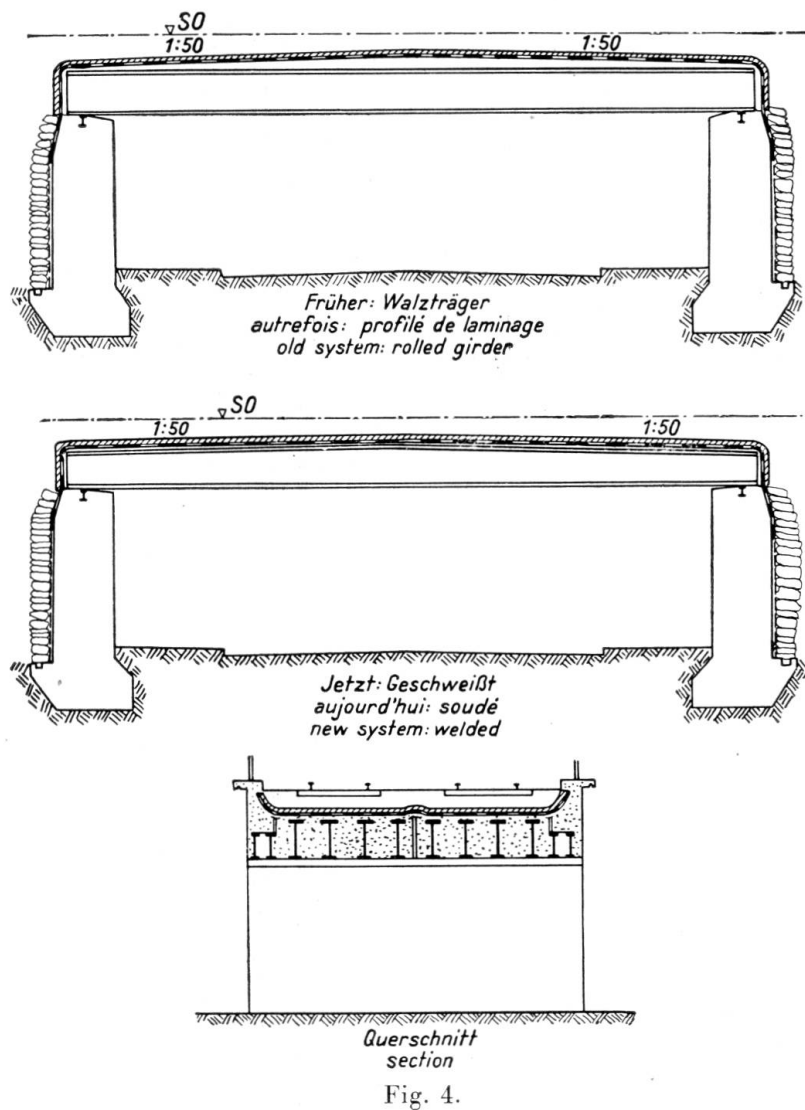 SO
1:50 1:50
Früher: Walzträger
autrefois: profilé de laminage
old system: rolled girder
SO
1:50 1:50
Jetzt: Geschweißt
aujourd'hui: soudé
new system: welded
Querschnitt
section
Fig. 4.